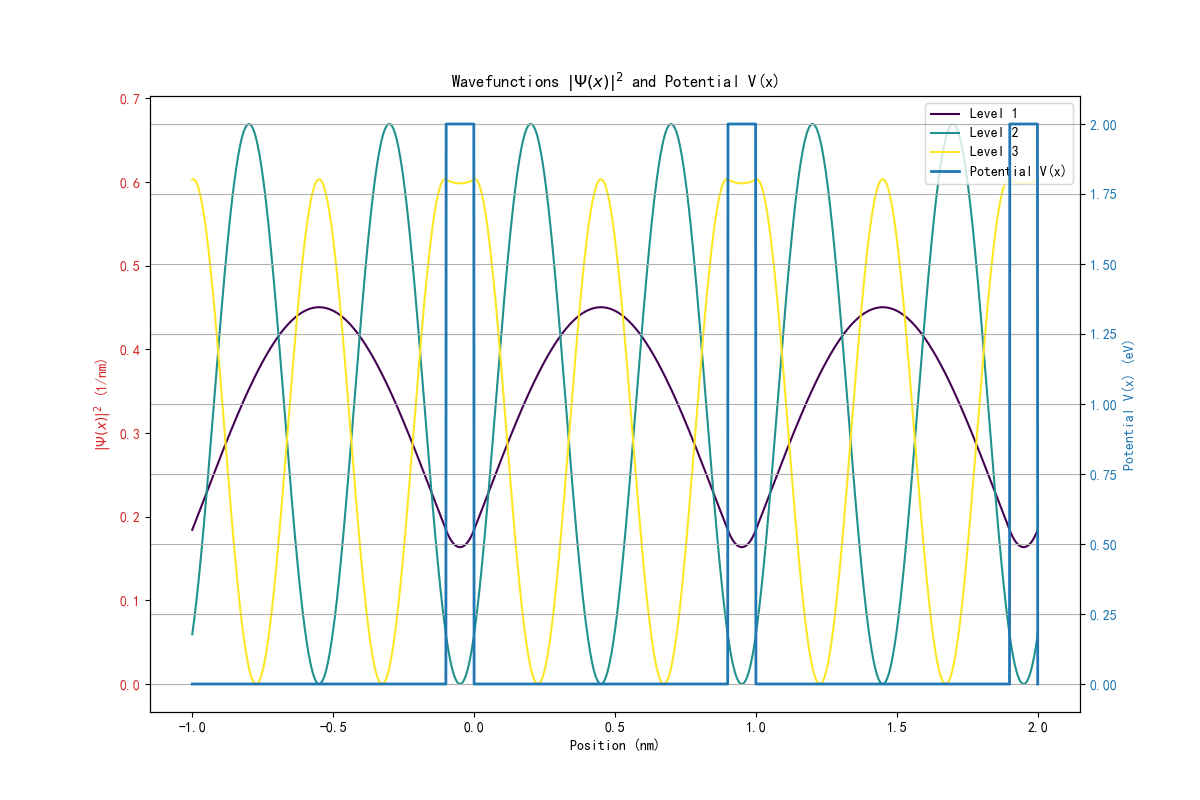 Wavefunctions |Ψ(x)|² and Potential V(x)
Level 1
Level 2
Level 3
Potential V(x)
|Ψ(x)|² (1/nm)
0.7
0.6
0.5
0.4
0.3
0.2
0.1
0.0
2.00
1.75
1.50
1.25
1.00
0.75
0.50
0.25
0.00
Potential V(x) (eV)
-1.0 -0.5 0.0 0.5 1.0 1.5 2.0
Position (nm)